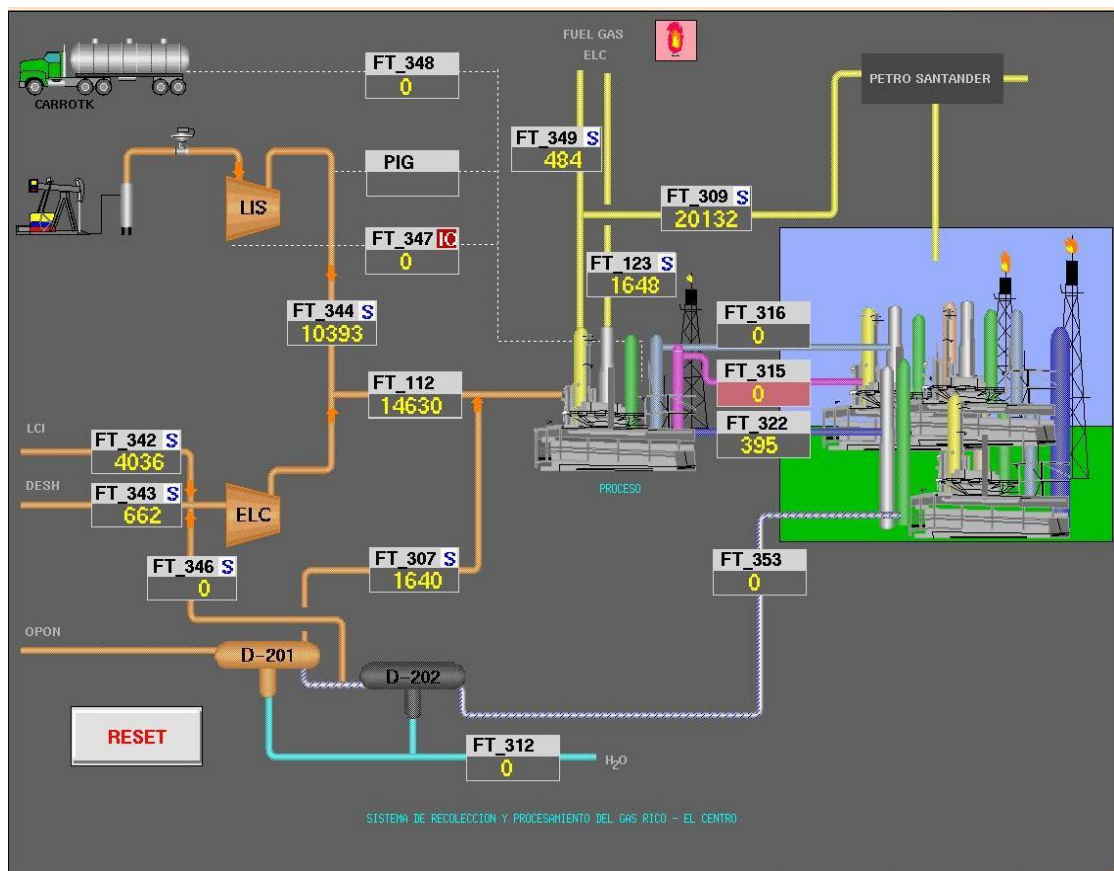 FUEL GAS
ELC
CARROTK
FT_348
0
PETRO SANTANDER
FT_349 S
484
PIG
LIS
FT_309 S
20132
FT_347 IC
0
FT_123 S
1648
FT_344 S
10393
FT_316
0
FT_315
0
FT_112
14630
FT_322
395
LCI
FT_342 S
4036
DESH
FT_343 S
662
ELC
PROCESO
FT_346 S
0
FT_307 S
1640
FT_353
0
OPON
D-201
D-202
RESET
FT_312
0
H2O
SISTEMA DE RECOLECCION Y PROCESAMIENTO DEL GAS RICO - EL CENTRO